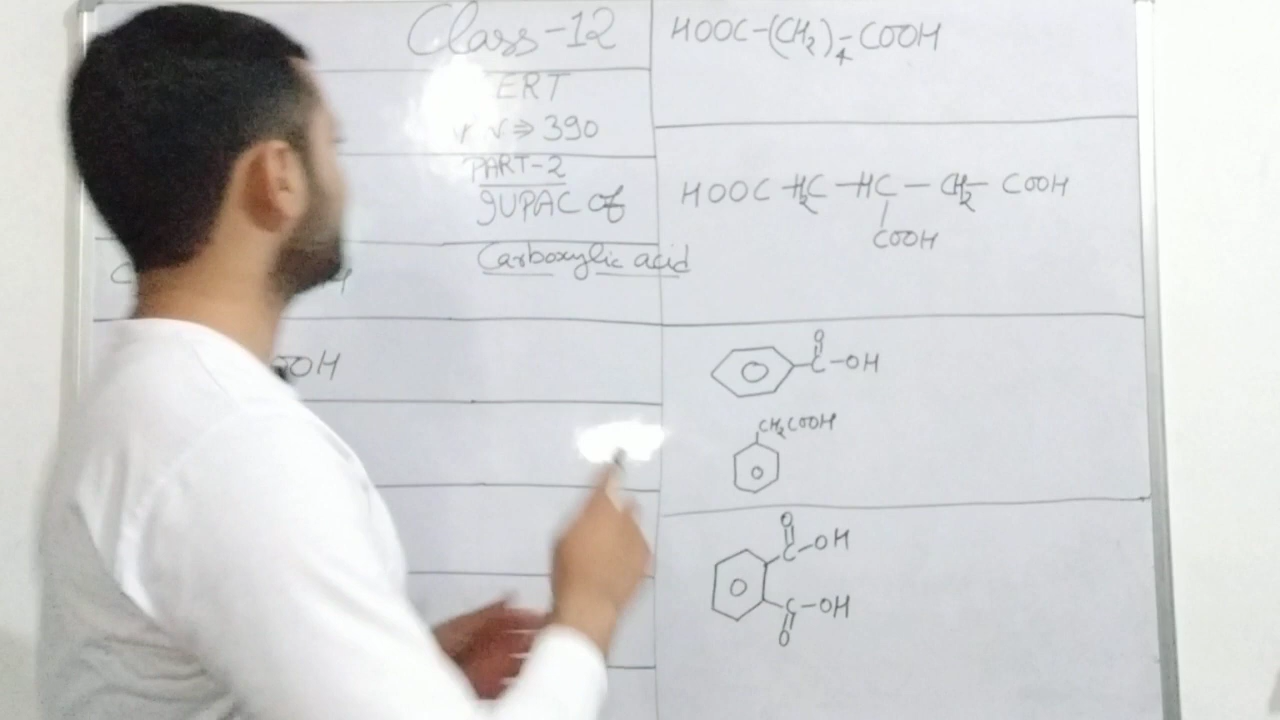 Class-12
ERT
⇒ 390
PART-2
IUPAC of
Carboxylic acid
OOH
HOOC-(CH₂)₄-COOH
HOOC-H₂C-HC-CH₂-COOH
COOH
O
C-OH
CH₂COOH
O
C-OH
C-OH
O